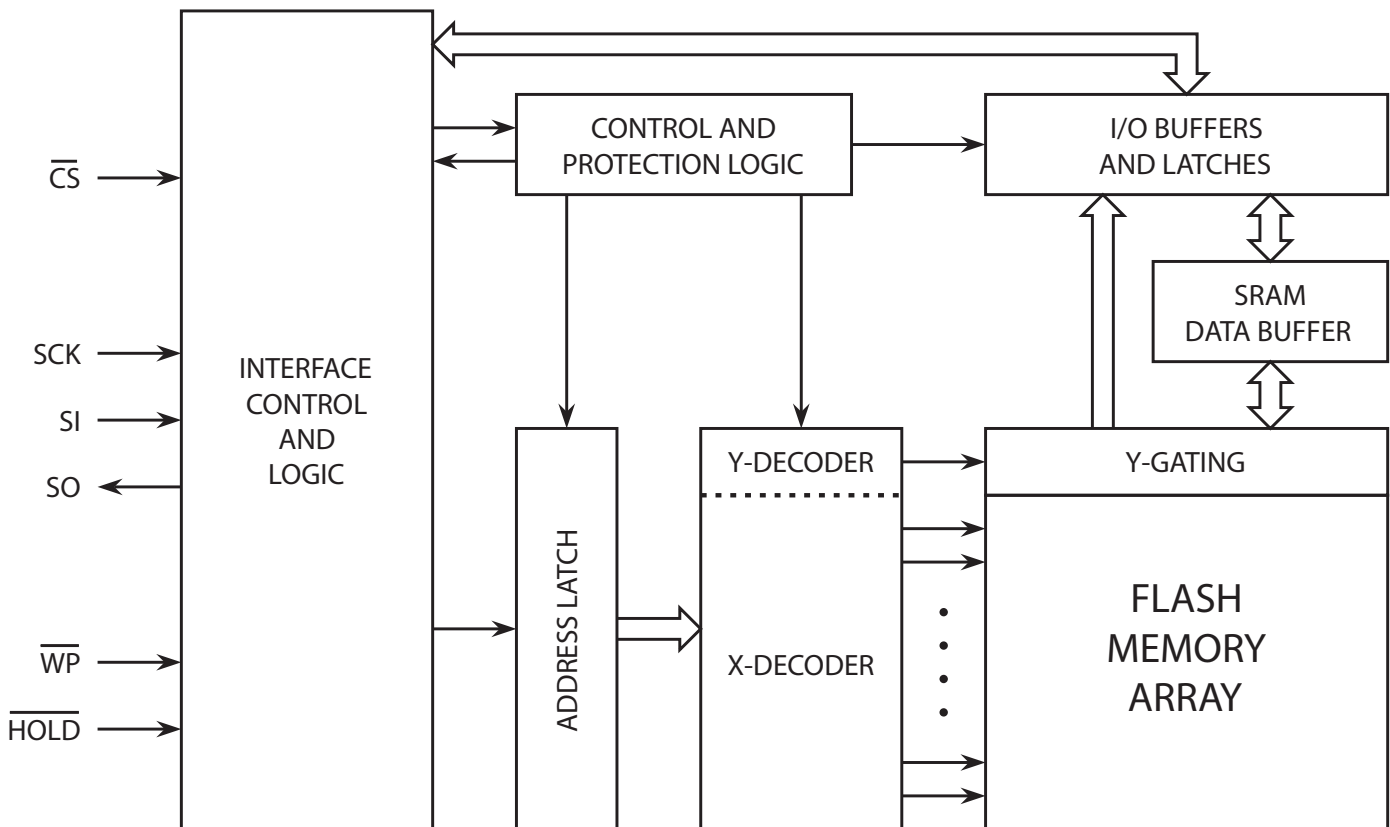 CONTROL AND
PROTECTION LOGIC
I/O BUFFERS
AND LATCHES
CS
SRAM
DATA BUFFER
SCK
SI
SO
INTERFACE
CONTROL
AND
LOGIC
Y-DECODER
Y-GATING
ADDRESS LATCH
X-DECODER
FLASH
MEMORY
ARRAY
WP
HOLD